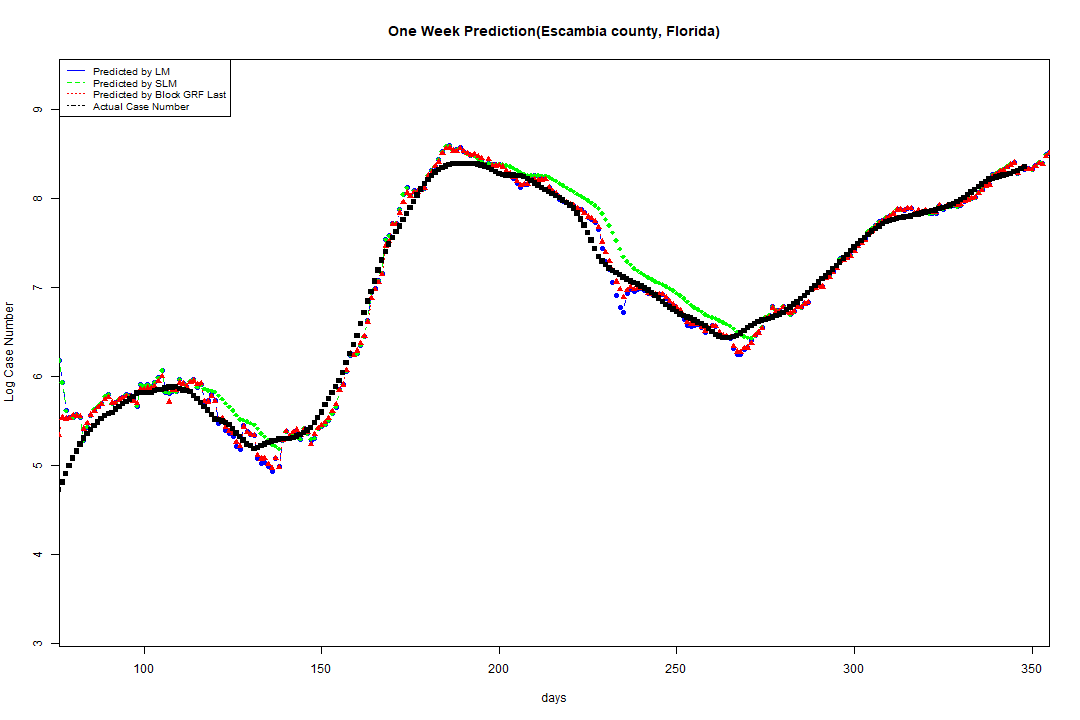 One Week Prediction(Escambia county, Florida)
Predicted by LM
Predicted by SLM
Predicted by Block GRF Last
Actual Case Number
Log Case Number
9
8
7
6
5
4
3
100 150 200 250 300 350
days